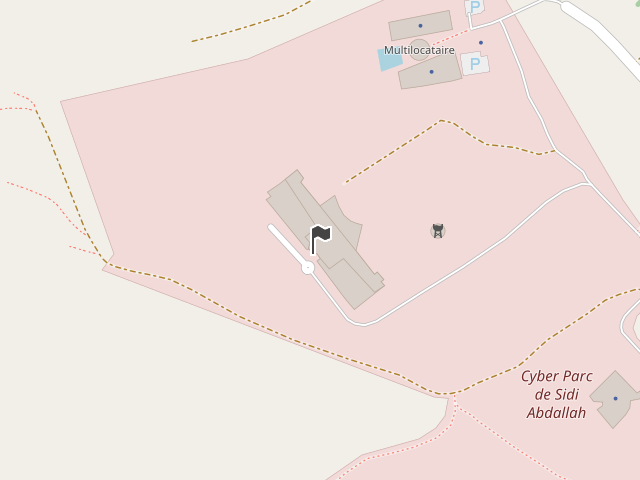 P
Multilocataire
P
Cyber Parc
de Sidi
Abdallah